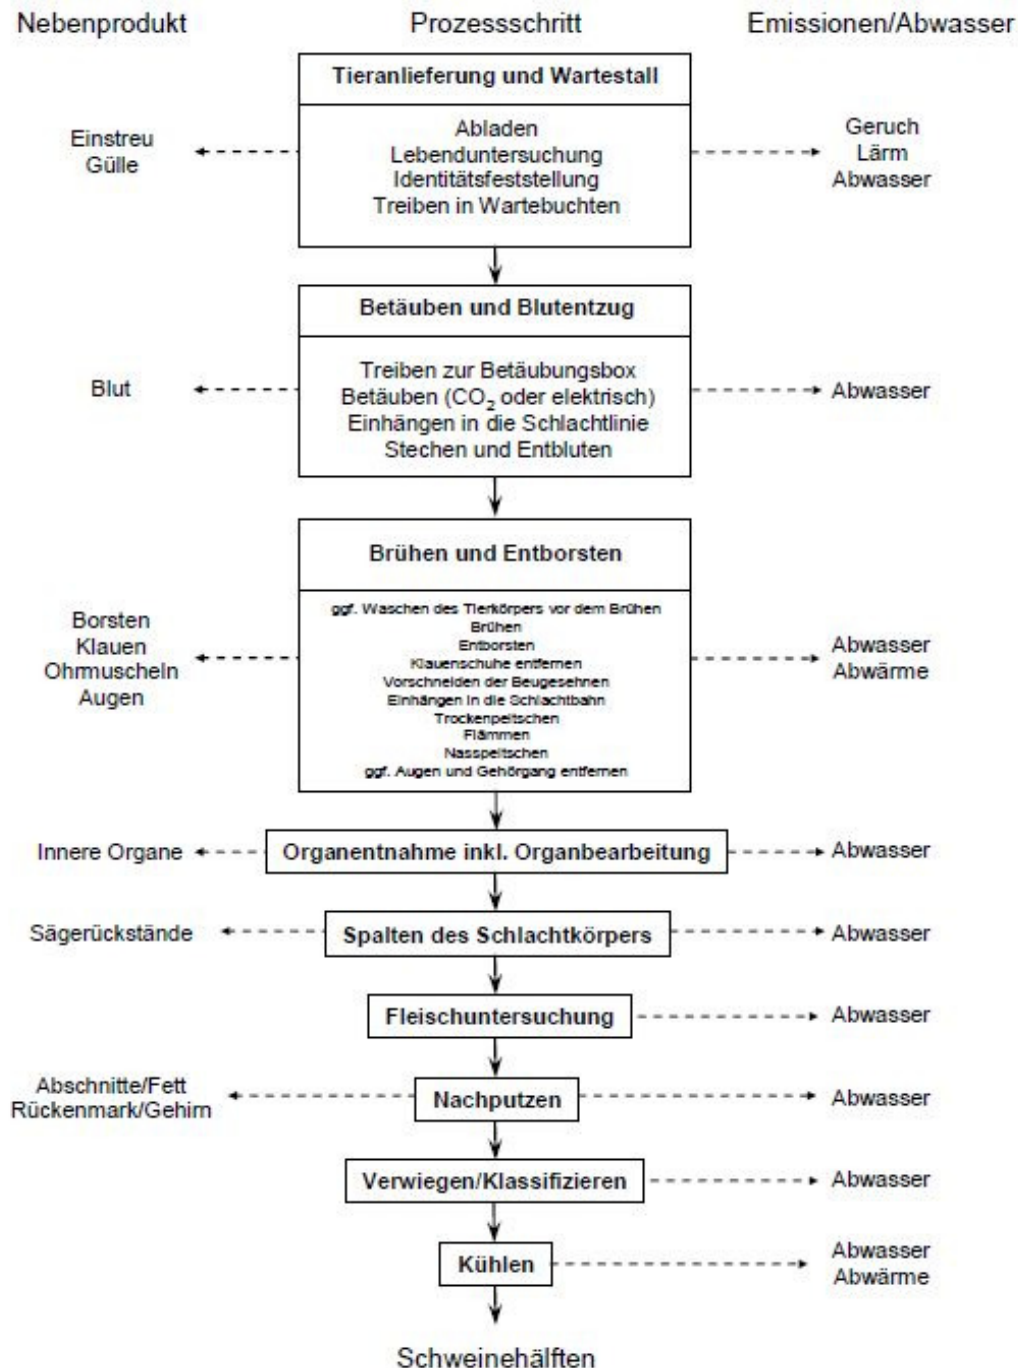 Nebenprodukt
Prozessschritt
Emissionen/Abwasser
Tieranlieferung und Wartestall
Einstreu
Gülle
Abladen
Lebenduntersuchung
Identitätsfeststellung
Treiben in Wartebuchten
Geruch
Lärm
Abwasser
Betäuben und Blutentzug
Blut
Treiben zur Betäubungsbox
Betäuben (CO₂ oder elektrisch)
Einhängen in die Schlachtlinie
Stechen und Entbluten
Abwasser
Brühen und Entborsten
Borsten
Klauen
Ohrmuscheln
Augen
ggf. Waschen des Tierkörpers vor dem Brühen
Brühen
Entborsten
Klauenschuhe entfernen
Vorschneiden der Beugesehnen
Einhängen in die Schlachtbahn
Trockenpeitschen
Flämmen
Nasspeitschen
ggf. Augen und Gehörgang entfernen
Abwasser
Abwärme
Innere Organe
Organentnahme inkl. Organbearbeitung
Abwasser
Sägerückstände
Spalten des Schlachtkörpers
Abwasser
Fleischuntersuchung
Abwasser
Abschnitte/Fett
Rückenmark/Gehirn
Nachputzen
Abwasser
Verwiegen/Klassifizieren
Abwasser
Kühlen
Abwasser
Abwärme
Schweinehälften